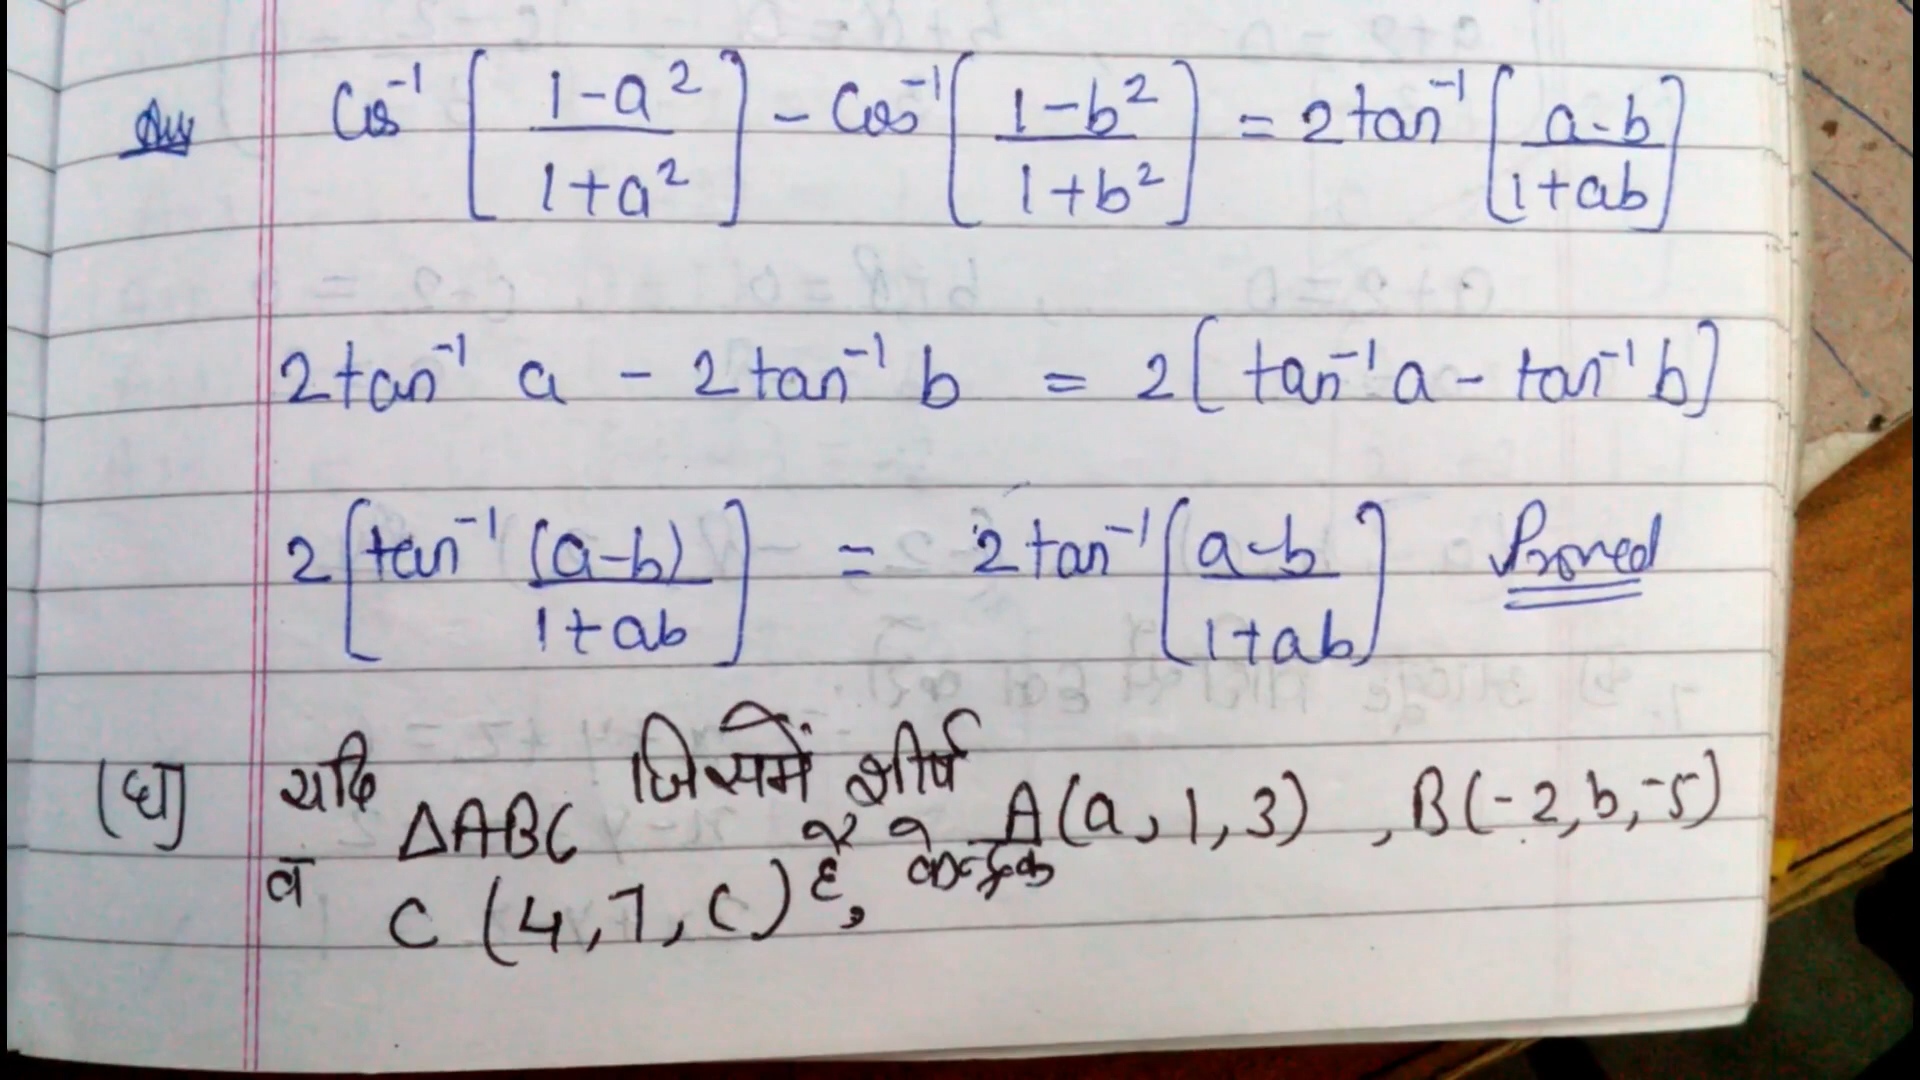 Ans Cos⁻¹ [ (1-a²)/(1+a²) ] - Cos⁻¹ [ (1-b²)/(1+b²) ] = 2tan⁻¹ [ (a-b)/(1+ab) ]
2tan⁻¹ a - 2tan⁻¹ b = 2[ tan⁻¹a - tan⁻¹b]
2[ tan⁻¹ (a-b)/(1+ab) ] = 2tan⁻¹ [ (a-b)/(1+ab) ] Proved
(घ) यदि ΔABC जिसमें शीर्ष A(a, 1, 3) , B(-2, b, -5)
व C (4, 7, C) है, केन्द्रक